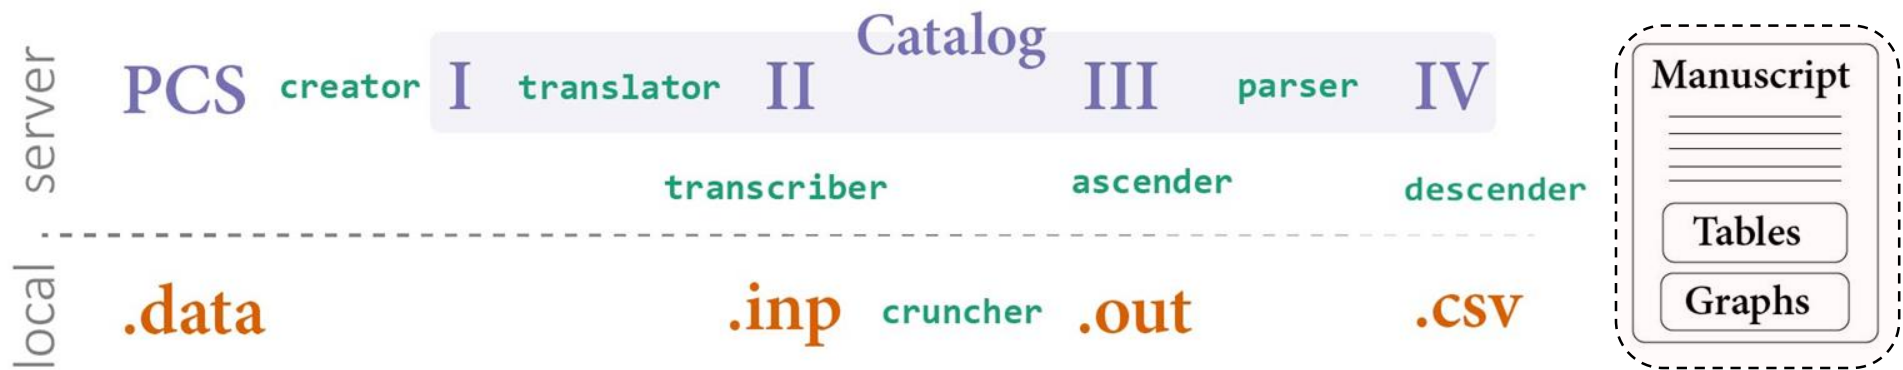 Catalog
server
PCS creator I translator II III parser IV
transcriber ascender descender
local
.data .inp cruncher .out .csv
Manuscript
Tables
Graphs